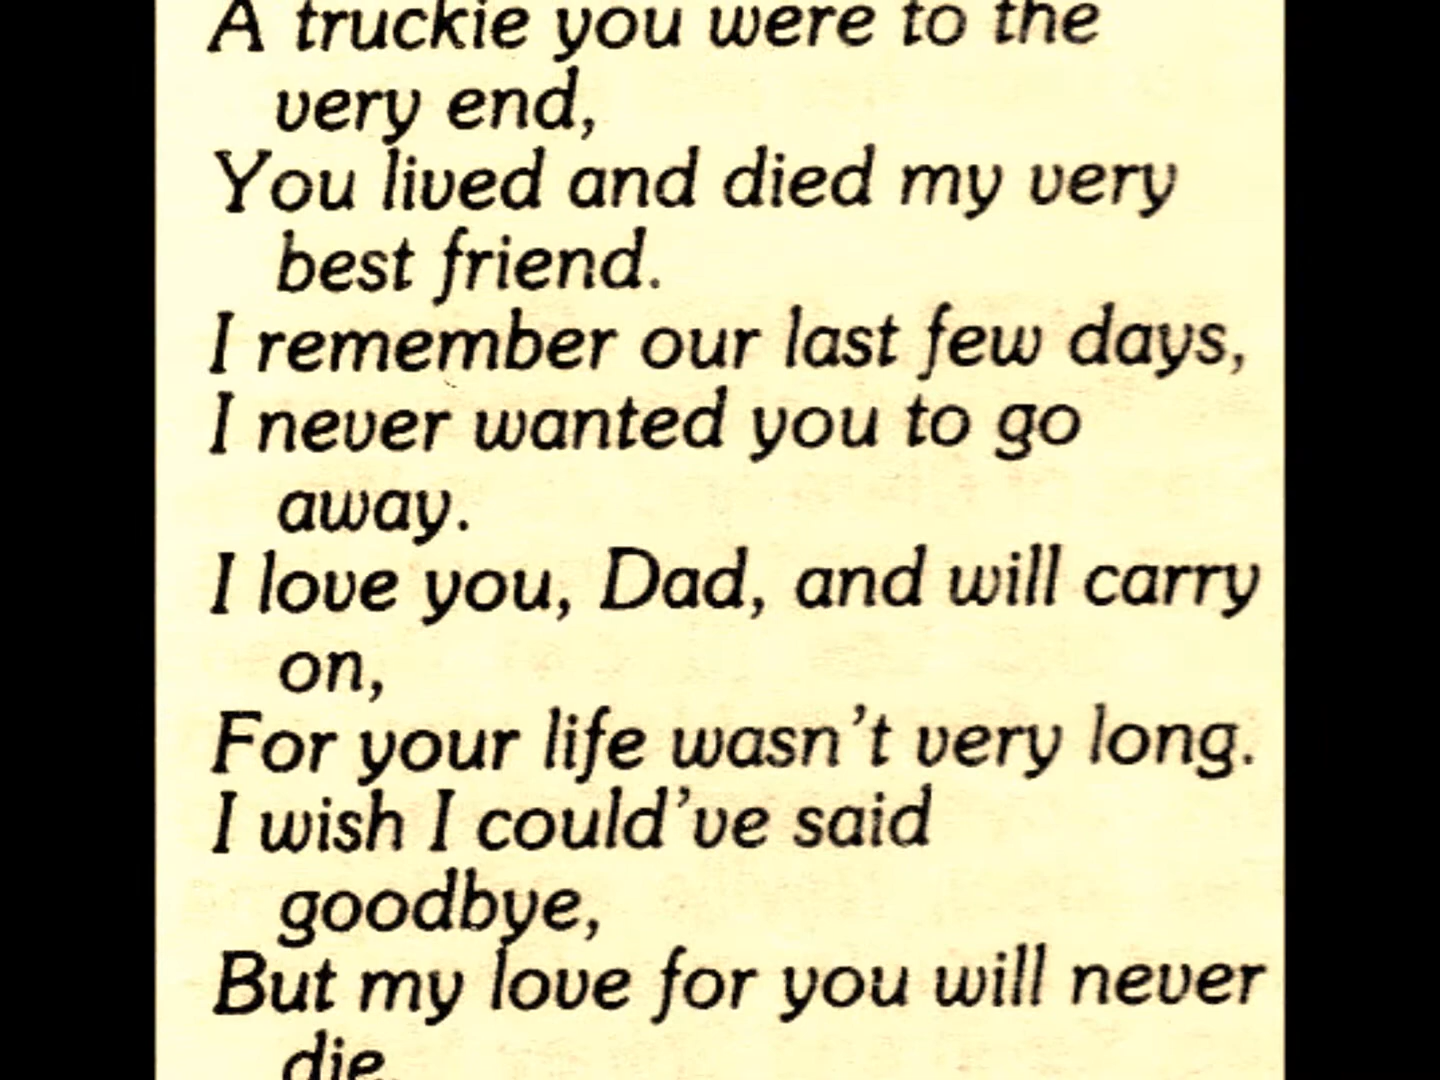 A truckie you were to the
very end,
You lived and died my very
best friend.
I remember our last few days,
I never wanted you to go
away.
I love you, Dad, and will carry
on,
For your life wasn't very long.
I wish I could've said
goodbye,
But my love for you will never
die.